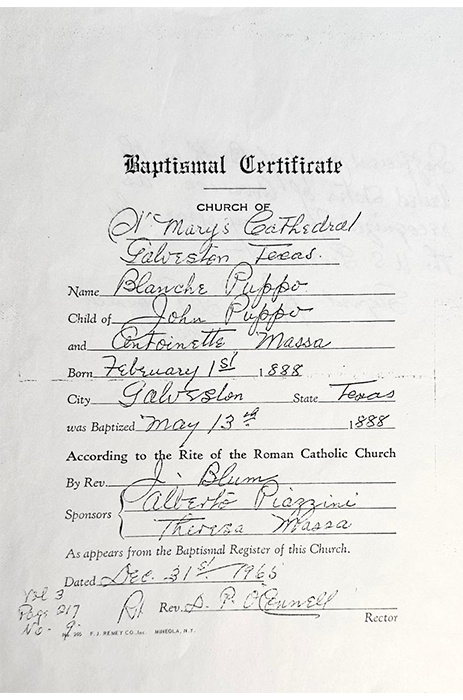 Baptismal Certificate
CHURCH OF
St Mary's Cathedral
Galveston Texas.
Name Blanche Puppo
Child of John Puppo
and Antoinette Massa
Born February 1st 1888
City Galveston State Texas
was Baptized May 13th 1888
According to the Rite of the Roman Catholic Church
By Rev. J. Blum
Sponsors { Alberto Piazzini
Theresa Massa
As appears from the Baptismal Register of this Church.
Dated Dec. 31st 1965
Vol 3
Page 217
No. 9.
Rt Rev. D. P. O'Connell
Rector
No. 265 F. J. REMEY CO. Inc. MINEOLA, N. Y.